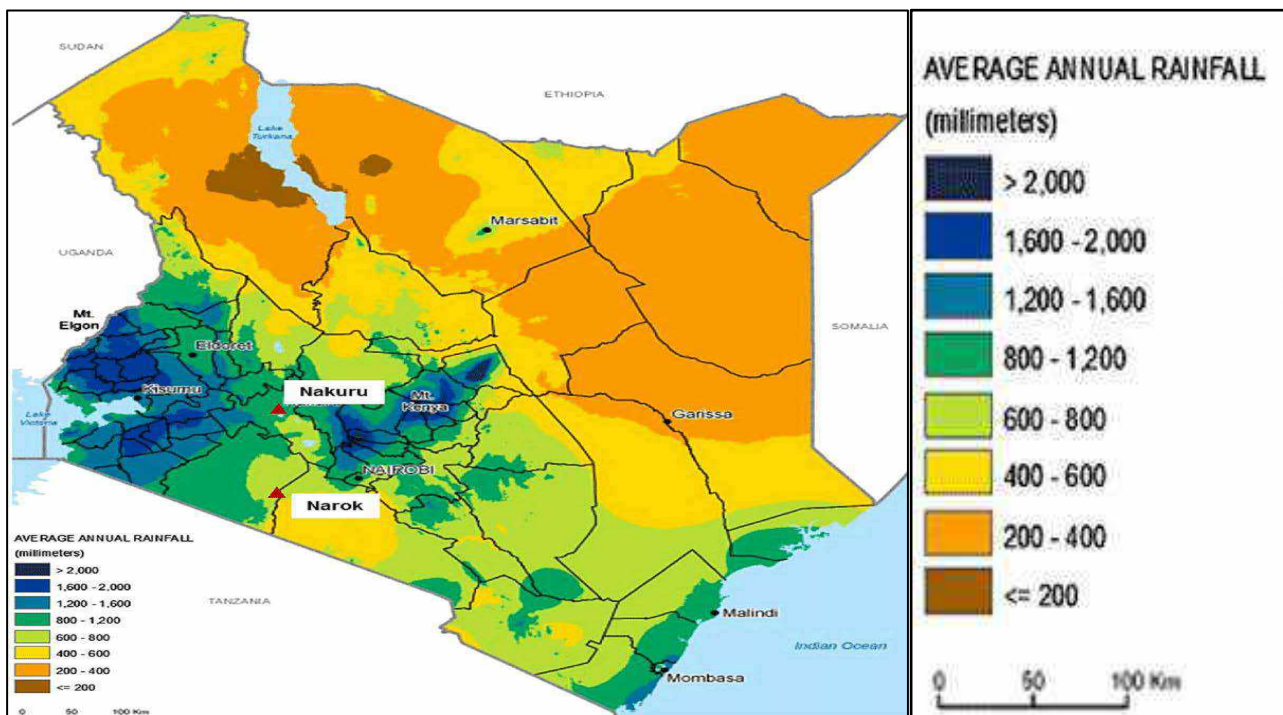 SUDAN
ETHIOPIA
Lake
Turkana
Marsabit
UGANDA
SOMALIA
Mt.
Elgon
Eldoret
Kisumu
Nakuru
Mt.
Kenya
Lake
Victoria
Garissa
NAIROBI
Narok
TANZANIA
Malindi
Indian Ocean
Mombasa
AVERAGE ANNUAL RAINFALL
(millimeters)
> 2,000
1,600 - 2,000
1,200 - 1,600
800 - 1,200
600 - 800
400 - 600
200 - 400
<= 200
0 50 100 Km
AVERAGE ANNUAL RAINFALL
(millimeters)
> 2,000
1,600 - 2,000
1,200 - 1,600
800 - 1,200
600 - 800
400 - 600
200 - 400
<= 200
0 50 100 Km